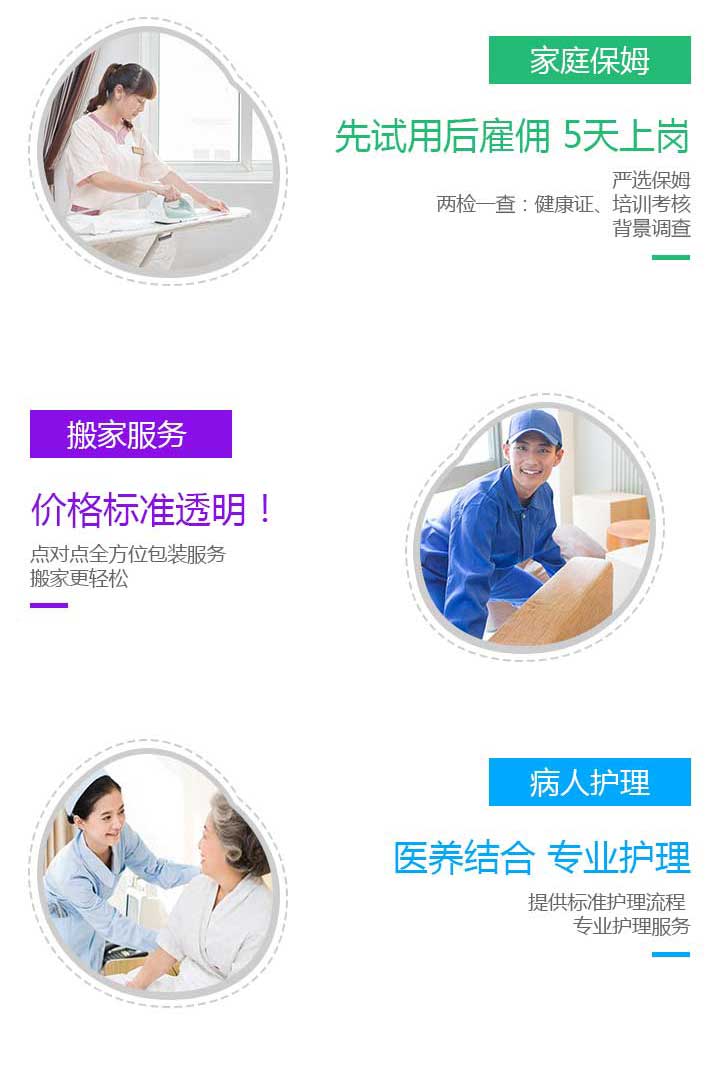 家庭保姆
先试用后雇佣 5天上岗
严选保姆
两检一查：健康证、培训考核
背景调查
搬家服务
价格标准透明！
点对点全方位包装服务
搬家更轻松
病人护理
医养结合 专业护理
提供标准护理流程
专业护理服务